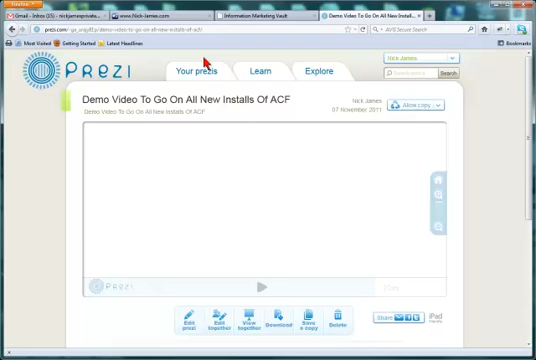 Firefox
Gmail - Inbox (15) - nickjamesprivate...
www.Nick-James.com
Information Marketing Vault
Demo Video To Go On All New Instal...
prezi.com
AVG Secure Search
Most Visited
Getting Started
Latest Headlines
Bookmarks
PREZI
Your prezis
Learn
Explore
Nick James
Search
Demo Video To Go On All New Installs Of ACF
Nick James
07 November 2011
Allow copy
Demo Video To Go On All New Installs Of ACF
PREZI
Edit prezi
Edit together
View together
Download
Save a copy
Delete
Share
iPad